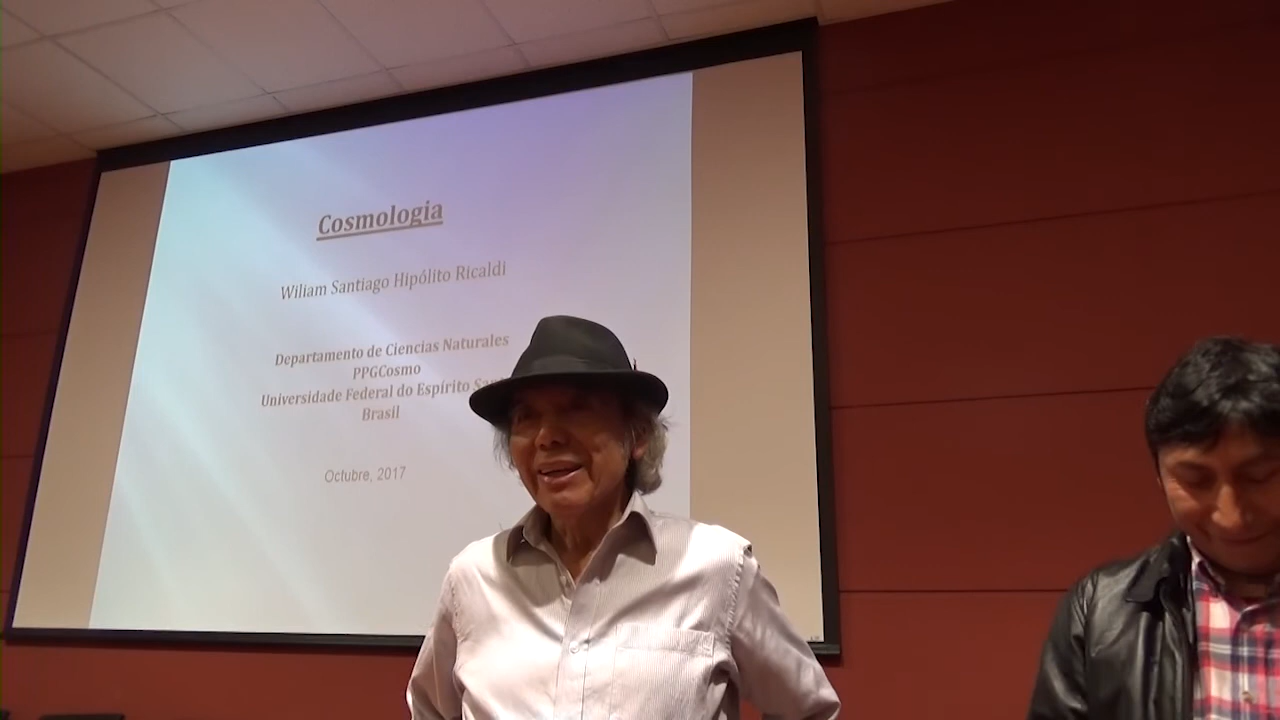 Cosmologia
Wiliam Santiago Hipólito Ricaldi
Departamento de Ciencias Naturales
PPGCosmo
Universidade Federal do Espírito
Brasil
Octubre, 2017